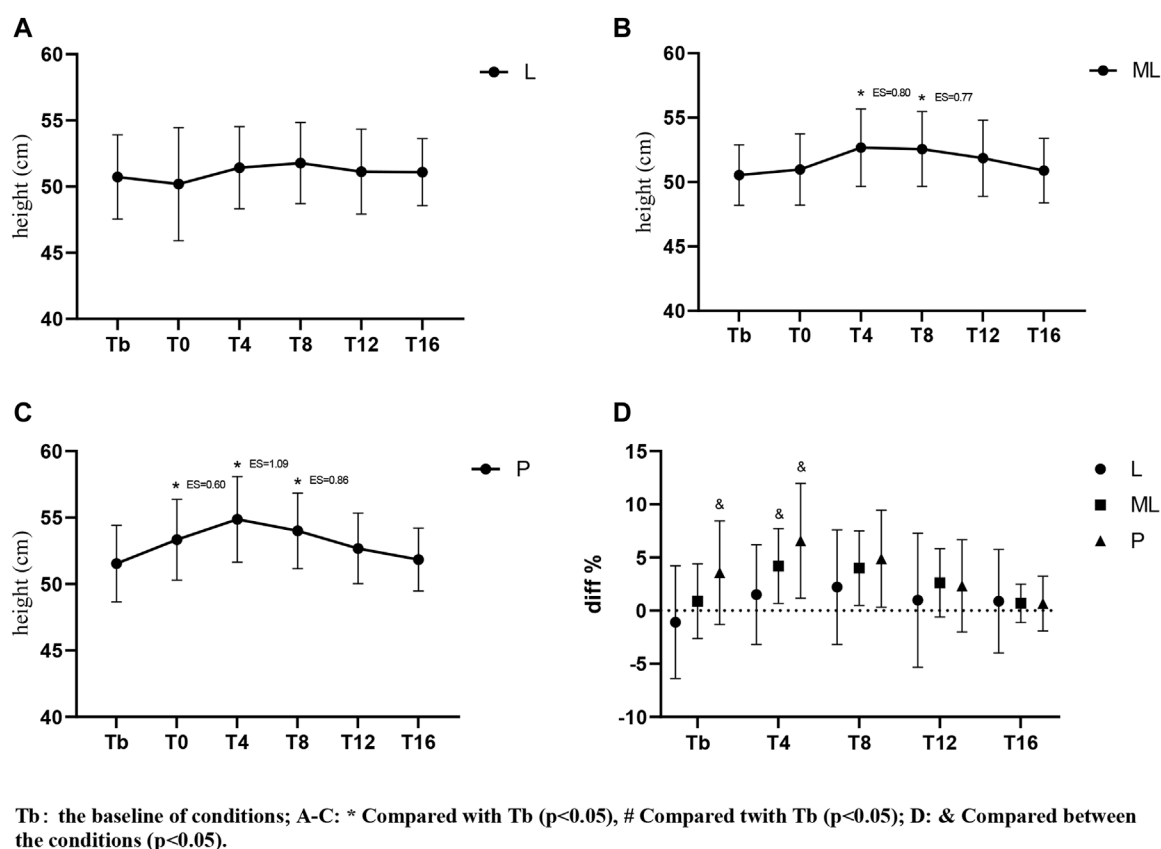 A
60
55
50
45
40
height (cm)
L
Tb T0 T4 T8 T12 T16
B
60
55
50
45
40
height (cm)
* ES=0.80 * ES=0.77
ML
Tb T0 T4 T8 T12 T16
C
60
55
50
45
40
height (cm)
* ES=0.60 * ES=1.09 * ES=0.86
P
Tb T0 T4 T8 T12 T16
D
15
10
5
0
-5
-10
diff %
& & &
L
ML
P
Tb T4 T8 T12 T16
Tb: the baseline of conditions; A-C: * Compared with Tb (p<0.05), # Compared twith Tb (p<0.05); D: & Compared between
the conditions (p<0.05).